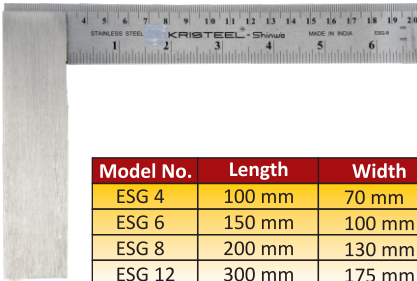 4 5 6 7 8 9 10 11 12 13 14 15 16 17 18 19 20
STAINLESS STEEL KRISTEEL - Shinwa MADE IN INDIA ESG-8
1 2 3 4 5 6
Model No. Length Width
ESG 4 100 mm 70 mm
ESG 6 150 mm 100 mm
ESG 8 200 mm 130 mm
ESG 12 300 mm 175 mm